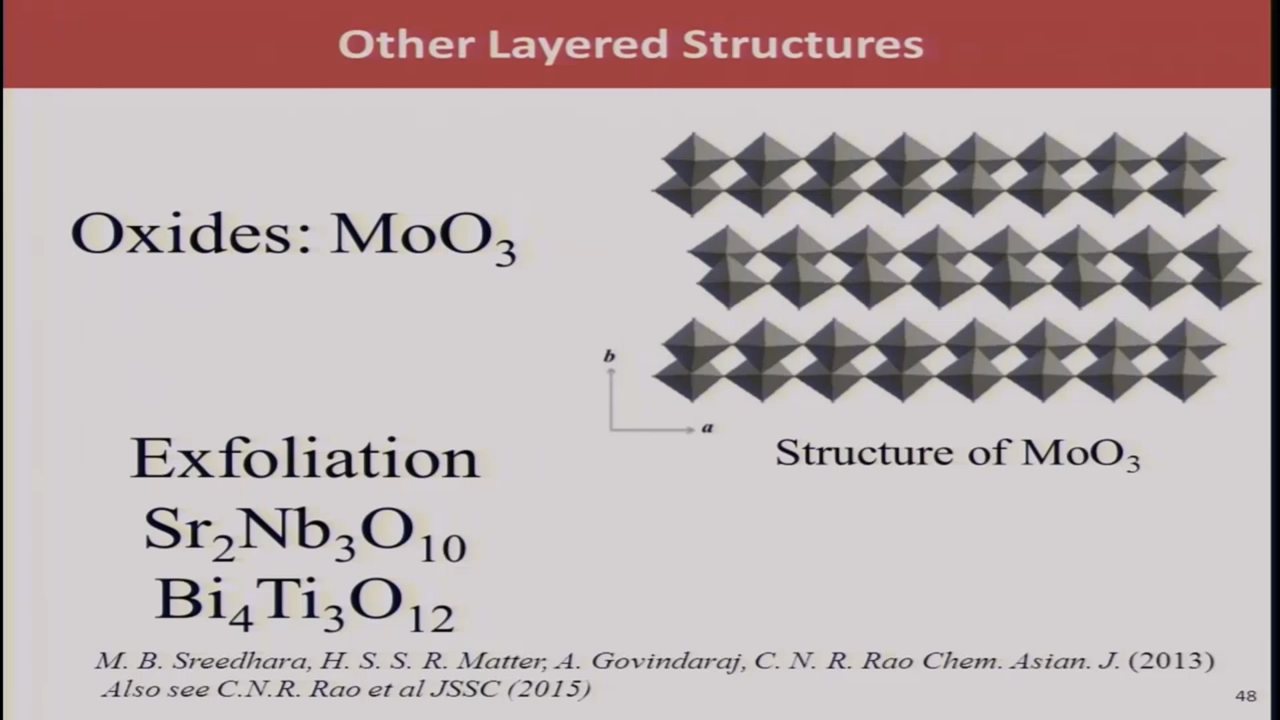 Other Layered Structures
Oxides: MoO₃
b
a
Structure of MoO₃
Exfoliation
Sr₂Nb₃O₁₀
Bi₄Ti₃O₁₂
M. B. Sreedhara, H. S. S. R. Matter, A. Govindaraj, C. N. R. Rao Chem. Asian. J. (2013)
Also see C.N.R. Rao et al JSSC (2015)
48